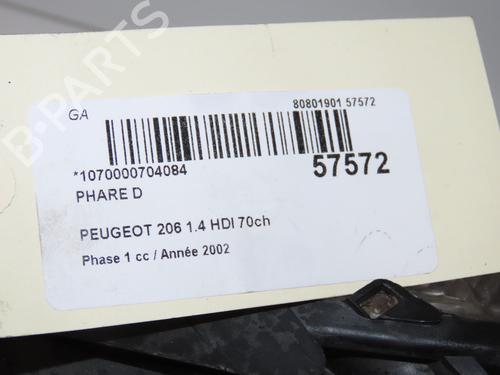 B-PARTS
GA
80801901 57572
*1070000704084
57572
PHARE D
PEUGEOT 206 1.4 HDI 70ch
Phase 1 cc / Année 2002